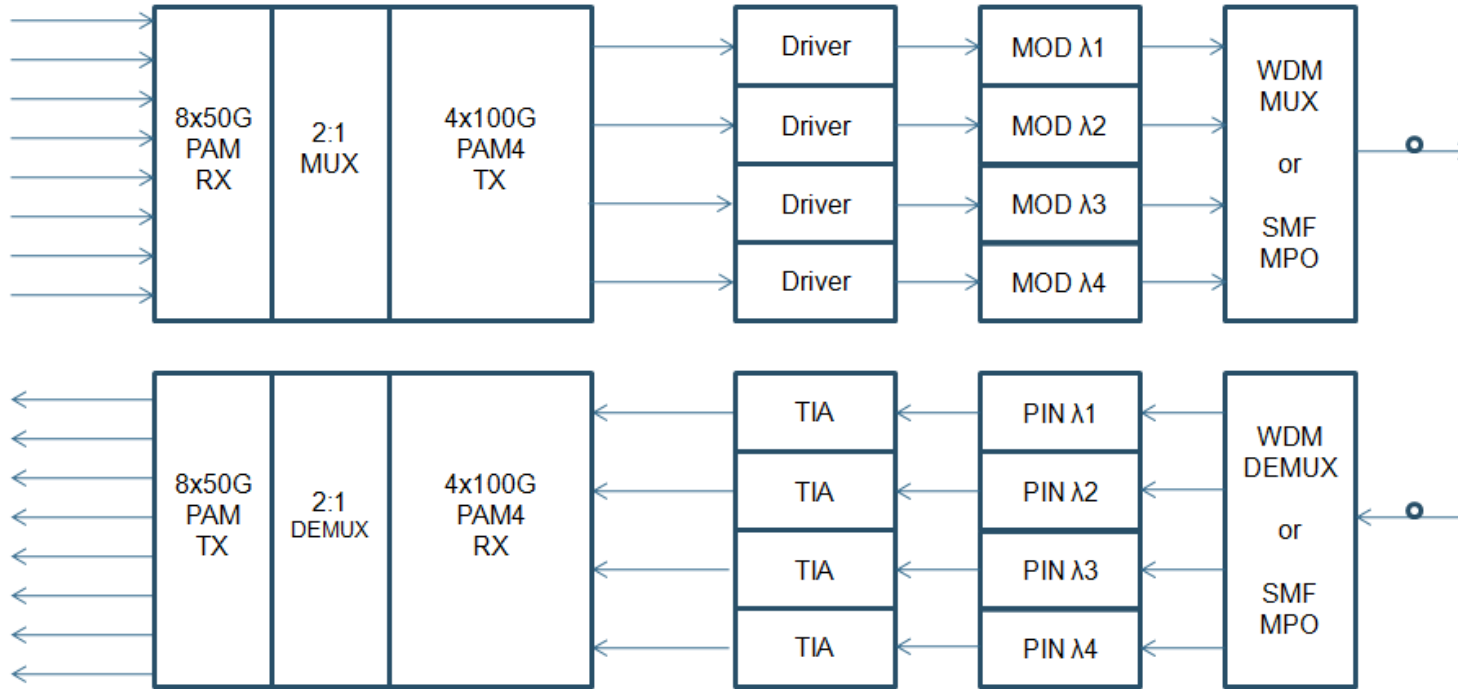 8x50G
PAM
RX
2:1
MUX
4x100G
PAM4
TX
Driver
Driver
Driver
Driver
MOD λ1
MOD λ2
MOD λ3
MOD λ4
WDM
MUX
or
SMF
MPO
8x50G
PAM
TX
2:1
DEMUX
4x100G
PAM4
RX
TIA
TIA
TIA
TIA
PIN λ1
PIN λ2
PIN λ3
PIN λ4
WDM
DEMUX
or
SMF
MPO